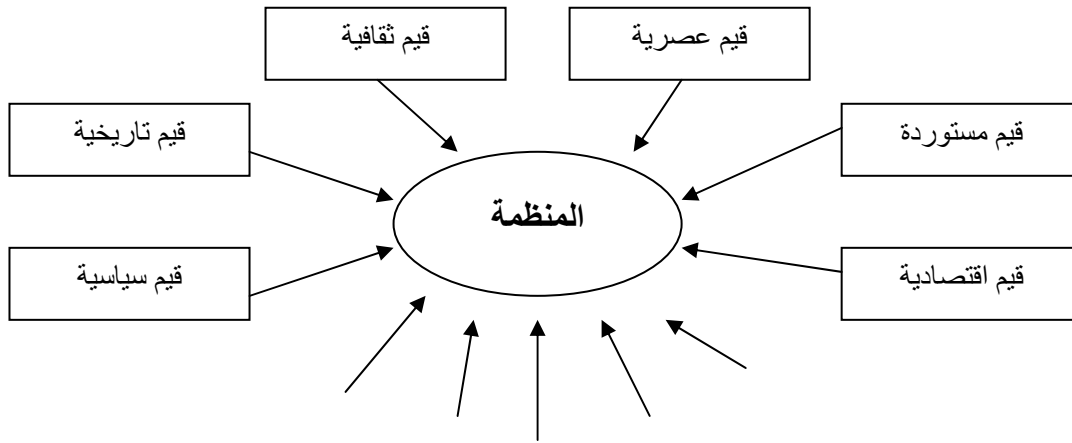 قيم عصرية
قيم ثقافية
قيم مستوردة
قيم تاريخية
المنظمة
قيم اقتصادية
قيم سياسية